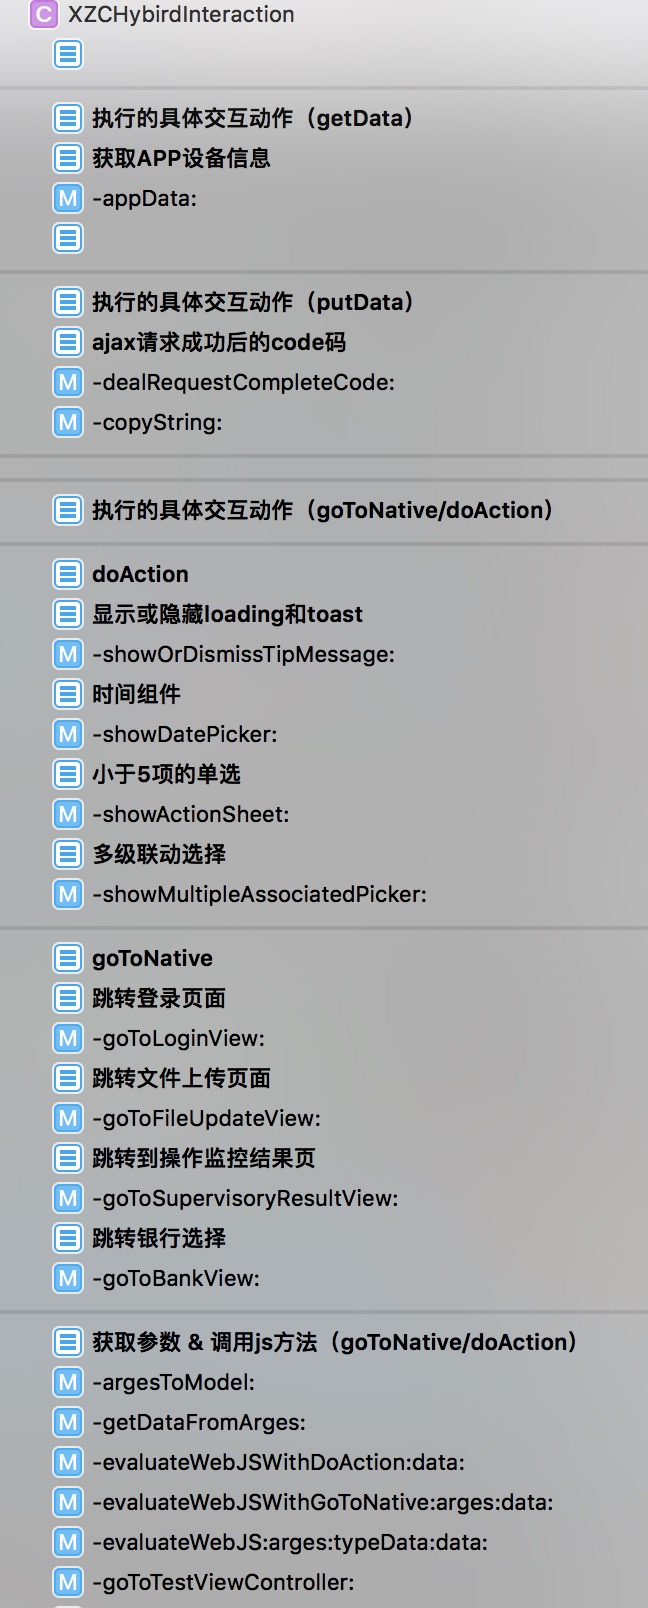 C XZCHybirdInteraction
执行的具体交互动作（getData）
获取APP设备信息
M -appData:
执行的具体交互动作（putData）
ajax请求成功后的code码
M -dealRequestCompleteCode:
M -copyString:
执行的具体交互动作（goToNative/doAction）
doAction
显示或隐藏loading和toast
M -showOrDismissTipMessage:
时间组件
M -showDatePicker:
小于5项的单选
M -showActionSheet:
多级联动选择
M -showMultipleAssociatedPicker:
goToNative
跳转登录页面
M -goToLoginView:
跳转文件上传页面
M -goToFileUpdateView:
跳转到操作监控结果页
M -goToSupervisoryResultView:
跳转银行选择
M -goToBankView:
获取参数 & 调用js方法（goToNative/doAction）
M -argesToModel:
M -getDataFromArges:
M -evaluateWebJSWithDoAction:data:
M -evaluateWebJSWithGoToNative:arges:data:
M -evaluateWebJS:arges:typeData:data:
M -goToTestViewController: